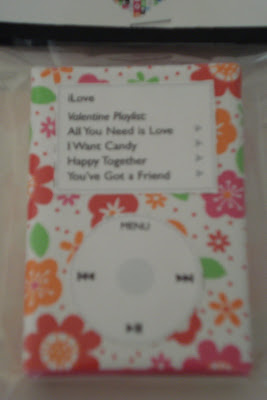 iLove
Valentine Playlist:
All You Need is Love
I Want Candy
Happy Together
You've Got a Friend
MENU